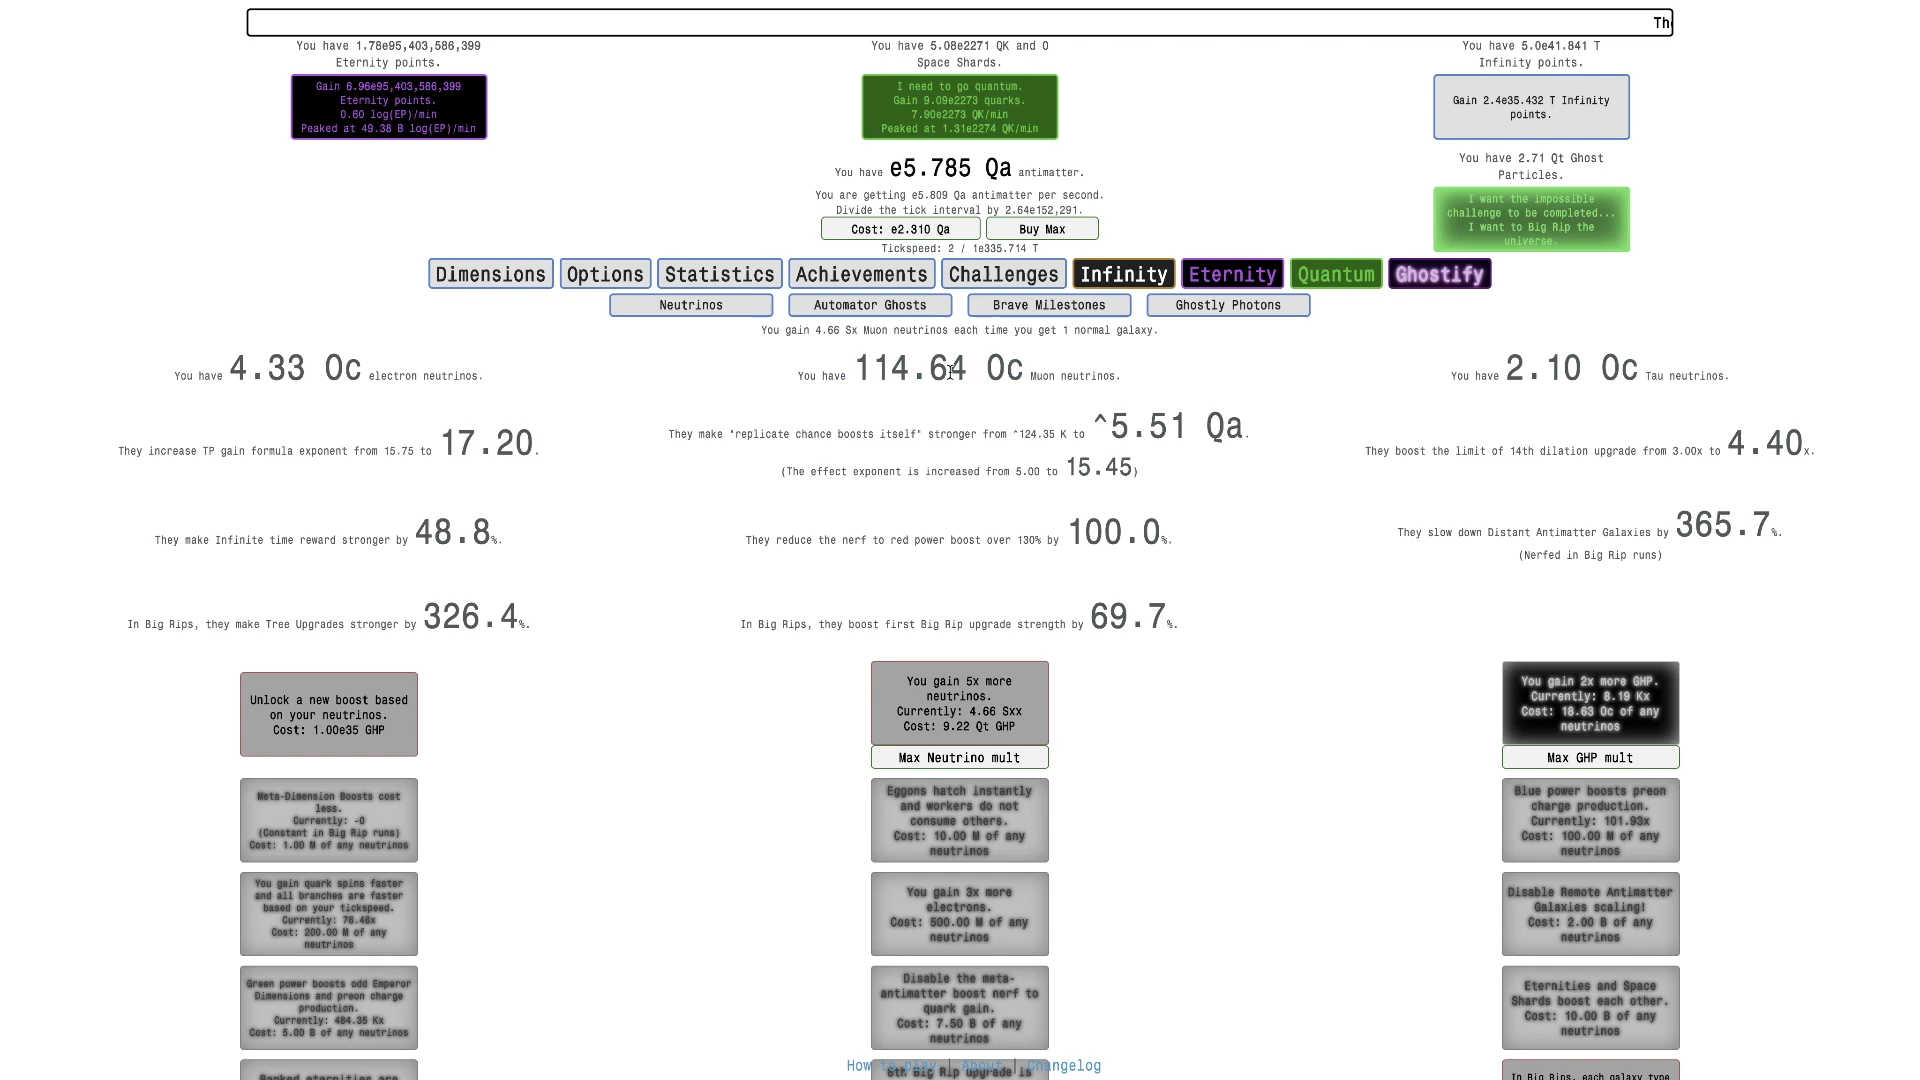 Th
You have 1.78e95,403,586,399
Eternity points.
Gain 6.96e95,403,586,399
Eternity points.
0.60 log(EP)/min
Peaked at 49.38 B log(EP)/min
You have 5.08e2271 QK and 0
Space Shards.
I need to go quantum.
Gain 9.09e2273 quarks.
7.90e2273 QK/min
Peaked at 1.31e2274 QK/min
You have 5.0e41.841 T
Infinity points.
Gain 2.4e35.432 T Infinity
points.
You have e5.785 Qa antimatter.
You are getting e5.809 Qa antimatter per second.
Divide the tick interval by 2.64e152,291.
Cost: e2.310 Qa
Buy Max
Tickspeed: 2 / 1e335.714 T
You have 2.71 Qt Ghost
Particles.
I want the impossible
challenge to be completed...
I want to Big Rip the
universe.
Dimensions
Options
Statistics
Achievements
Challenges
Infinity
Eternity
Quantum
Ghostify
Neutrinos
Automator Ghosts
Brave Milestones
Ghostly Photons
You gain 4.66 Sx Muon neutrinos each time you get 1 normal galaxy.
You have 4.33 Oc electron neutrinos.
You have 114.64 Oc Muon neutrinos.
You have 2.10 Oc Tau neutrinos.
They increase TP gain formula exponent from 15.75 to 17.20.
They make "replicate chance boosts itself" stronger from ^124.35 K to ^5.51 Qa.
(The effect exponent is increased from 5.00 to 15.45)
They boost the limit of 14th dilation upgrade from 3.00x to 4.40x.
They make Infinite time reward stronger by 48.8%.
They reduce the nerf to red power boost over 130% by 100.0%.
They slow down Distant Antimatter Galaxies by 365.7%.
(Nerfed in Big Rip runs)
In Big Rips, they make Tree Upgrades stronger by 326.4%.
In Big Rips, they boost first Big Rip upgrade strength by 69.7%.
Unlock a new boost based
on your neutrinos.
Cost: 1.00e35 GHP
You gain 5x more
neutrinos.
Currently: 4.66 Sxx
Cost: 9.22 Qt GHP
Max Neutrino mult
You gain 2x more GHP.
Currently: 8.19 Kx
Cost: 18.63 Oc of any
neutrinos
Max GHP mult
Meta-Dimension Boosts cost
less.
Currently: -0
(Constant in Big Rip runs)
Cost: 1.00 M of any neutrinos
Eggons hatch instantly
and workers do not
consume others.
Cost: 10.00 M of any
neutrinos
Blue power boosts preon
charge production.
Currently: 101.93x
Cost: 100.00 M of any
neutrinos
You gain quark spins faster
and all branches are faster
based on your tickspeed.
Currently: 76.48x
Cost: 200.00 M of any
neutrinos
You gain 3x more
electrons.
Cost: 500.00 M of any
neutrinos
Disable Remote Antimatter
Galaxies scaling!
Cost: 2.00 B of any
neutrinos
Green power boosts odd Emperor
Dimensions and preon charge
production.
Currently: 484.35 Kx
Cost: 5.00 B of any neutrinos
Disable the meta-
antimatter boost nerf to
quark gain.
Cost: 7.50 B of any
neutrinos
Eternities and Space
Shards boost each other.
Cost: 10.00 B of any
neutrinos
Banked eternities are
6th Big Rip upgrade is
In Big Rips, each galaxy type
How to play | About | Changelog